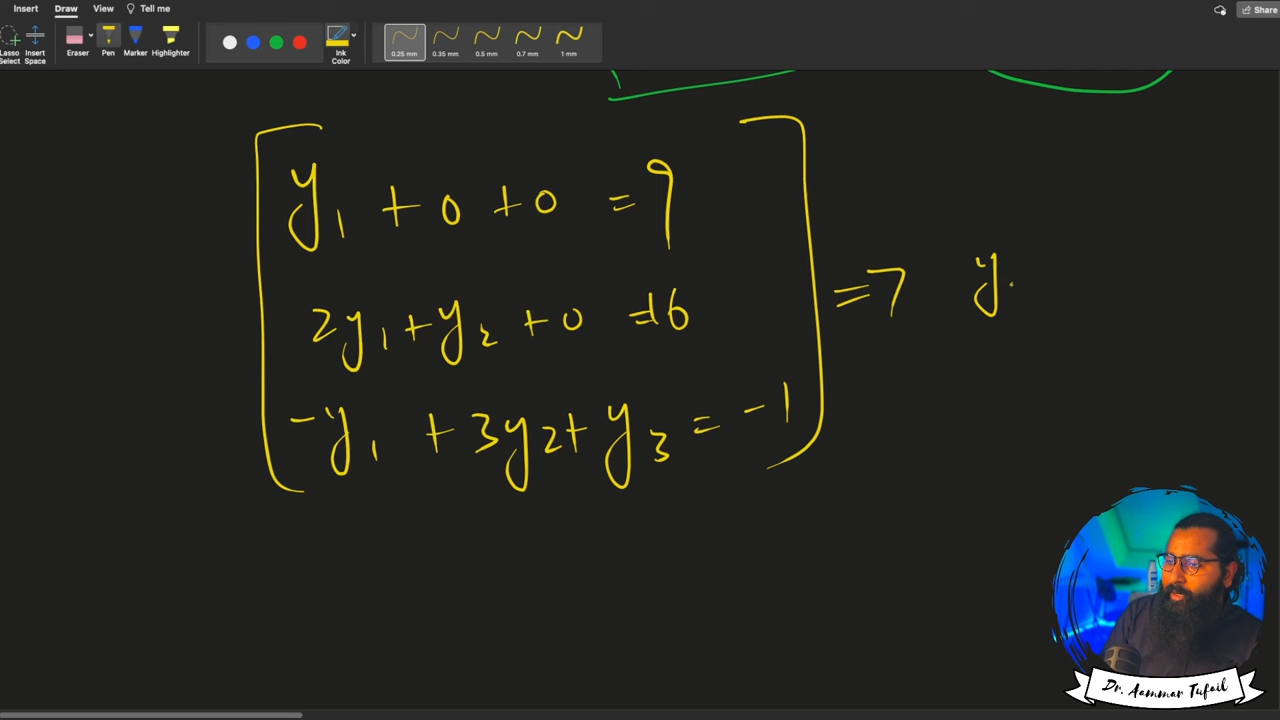 Insert Draw View Tell me
Share
Lasso Select
Insert Space
Eraser
Pen
Marker
Highlighter
Ink Color
0.25 mm
0.35 mm
0.5 mm
0.7 mm
1 mm
y₁ + 0 + 0 = 9
2y₁ + y₂ + 0 = 16
-y₁ + 3y₂ + y₃ = -1
=> y
Dr. Aammar Tufail